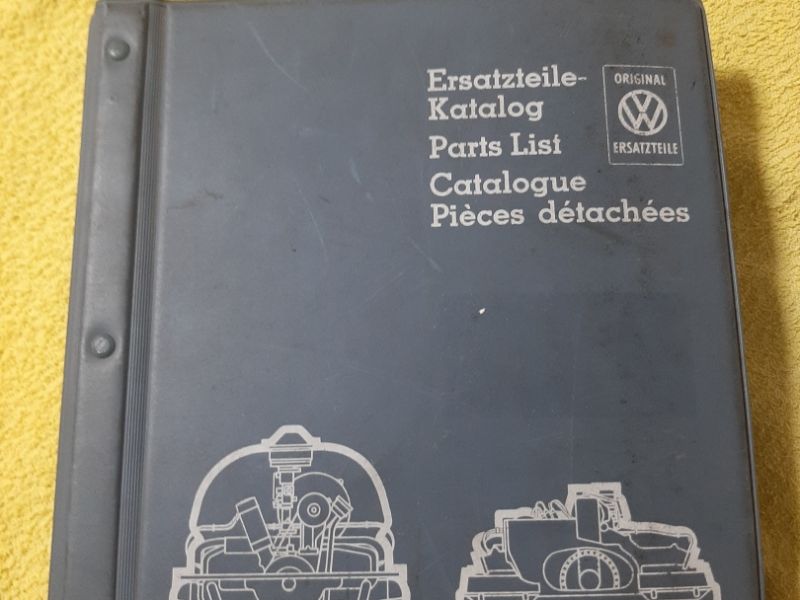 Ersatzteile-
Katalog
Parts List
Catalogue
Pièces détachées
ORIGINAL
VW
ERSATZTEILE